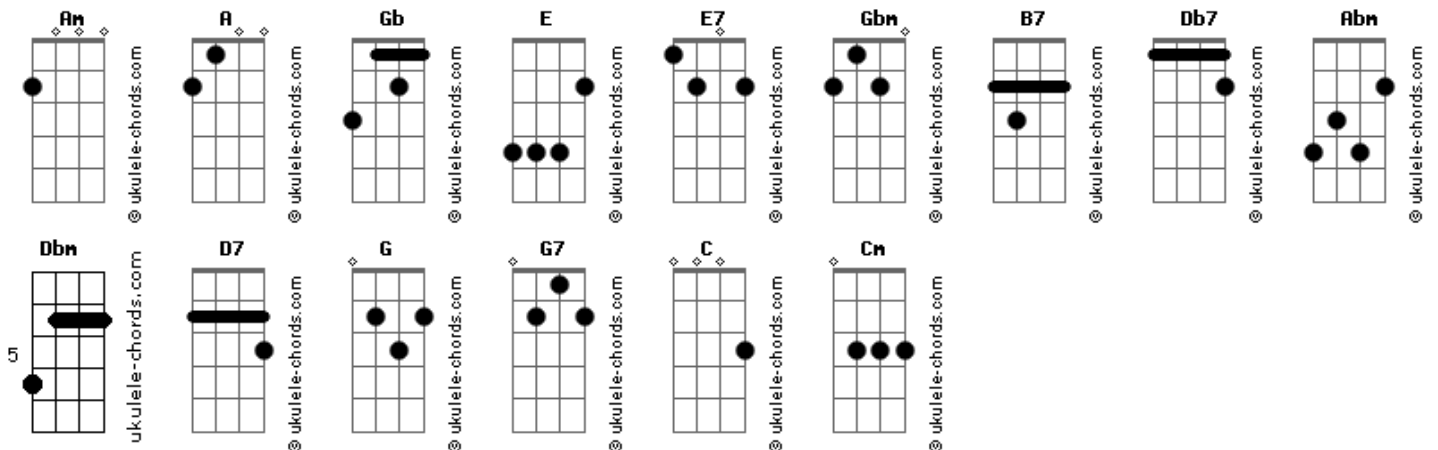 Am A Gb E E7 Gbm B7 Db7 Abm
© ukulele-chords.com © ukulele-chords.com © ukulele-chords.com © ukulele-chords.com © ukulele-chords.com © ukulele-chords.com © ukulele-chords.com © ukulele-chords.com © ukulele-chords.com
Dbm D7 G G7 C Cm
5
ukulele-chords.com © ukulele-chords.com © ukulele-chords.com © ukulele-chords.com © ukulele-chords.com © ukulele-chords.com